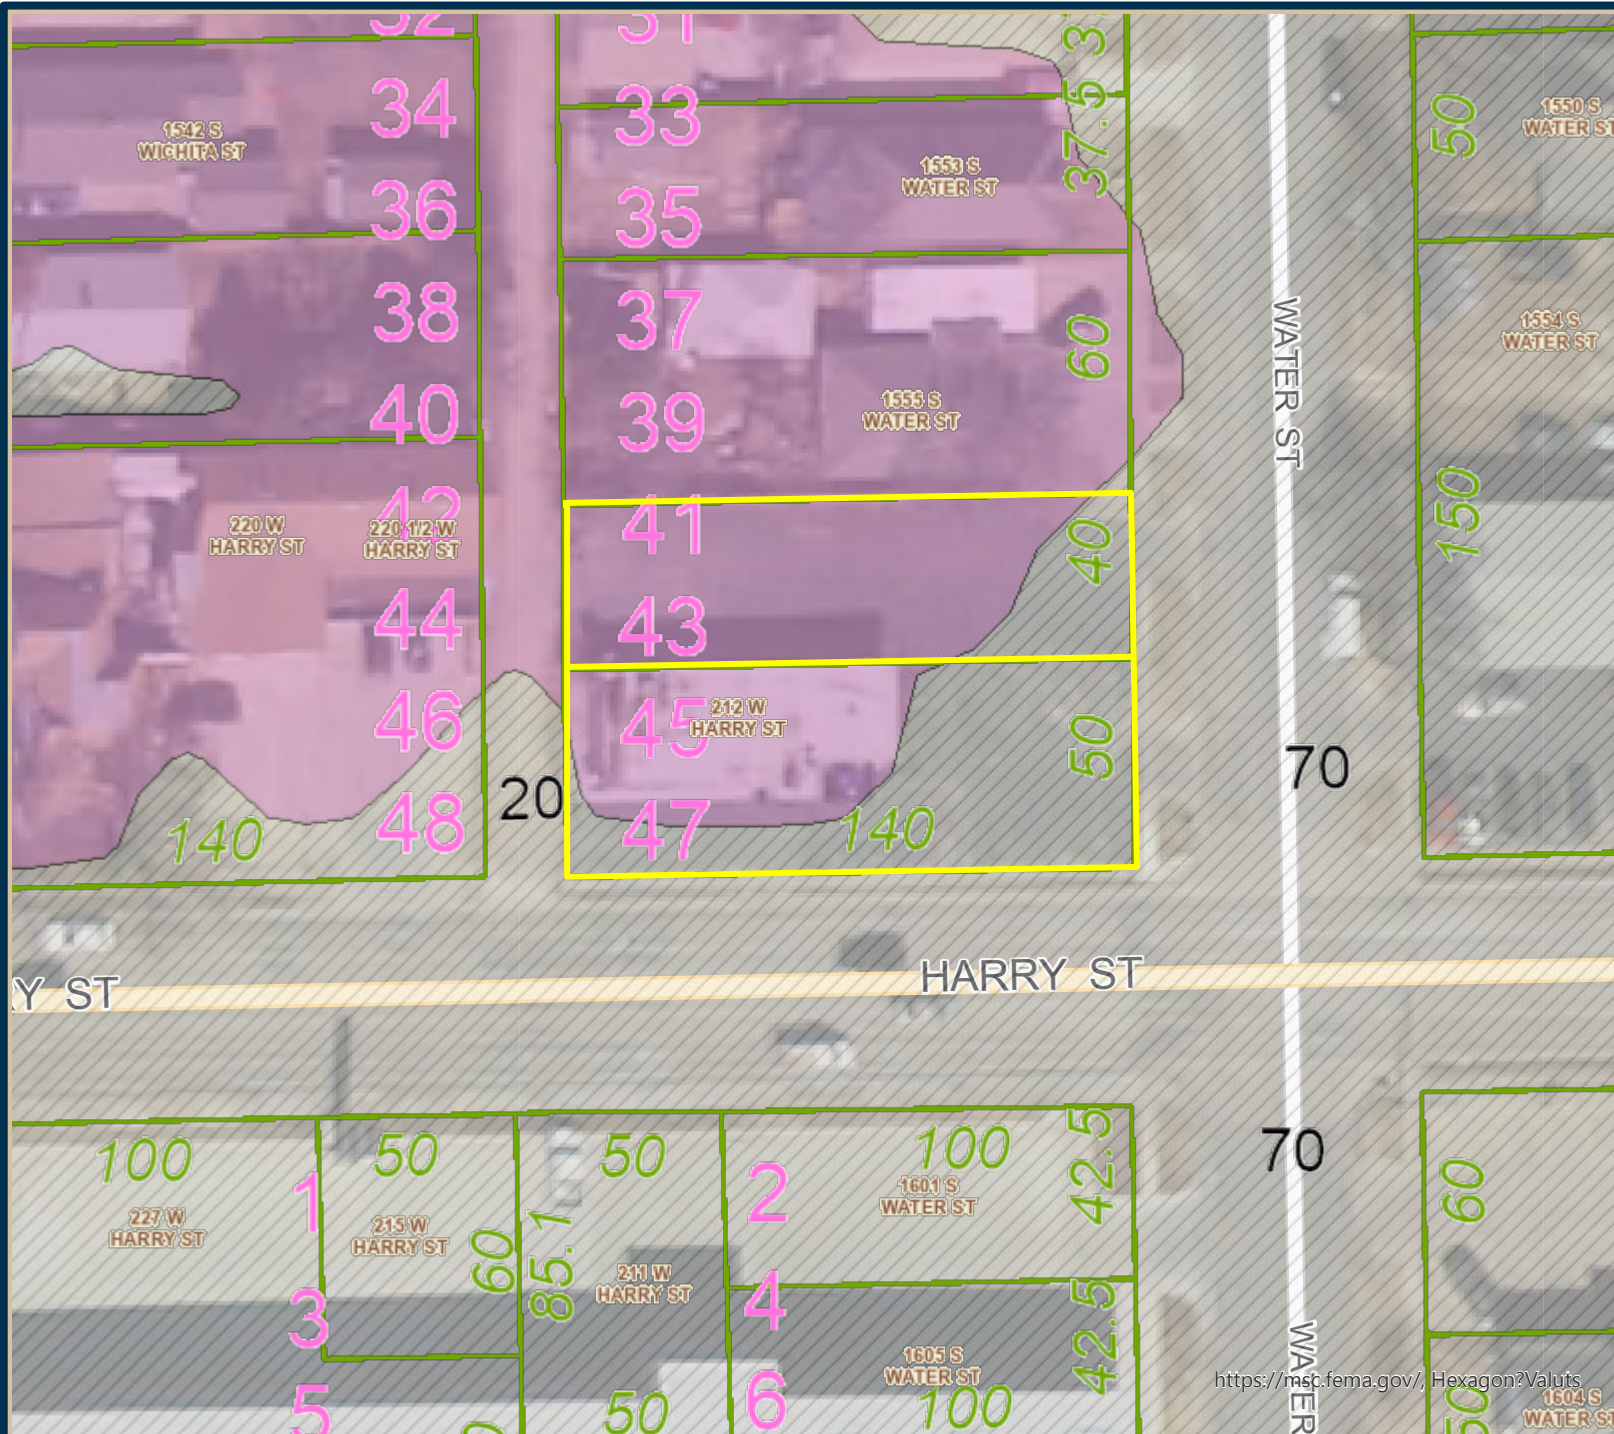 32
31
37.5
34
33
1542 S
WICHITA ST
1553 S
WATER ST
50
1550 S
WATER ST
36
35
38
37
60
WATER ST
1554 S
WATER ST
40
39
1555 S
WATER ST
42
220 W
HARRY ST
220 1/2 W
HARRY ST
41
40
150
44
43
46
45
212 W
HARRY ST
50
20
70
140
48
47
140
HARRY ST
Y ST
100
50
50
100
42.5
70
1
2
1601 S
WATER ST
60
227 W
HARRY ST
215 W
HARRY ST
60
85.1
211 W
HARRY ST
3
4
42.5
1605 S
WATER ST
WATER
https://msc.fema.gov/, Hexagon?Valuts
5
50
6
100
1604 S
WATER ST